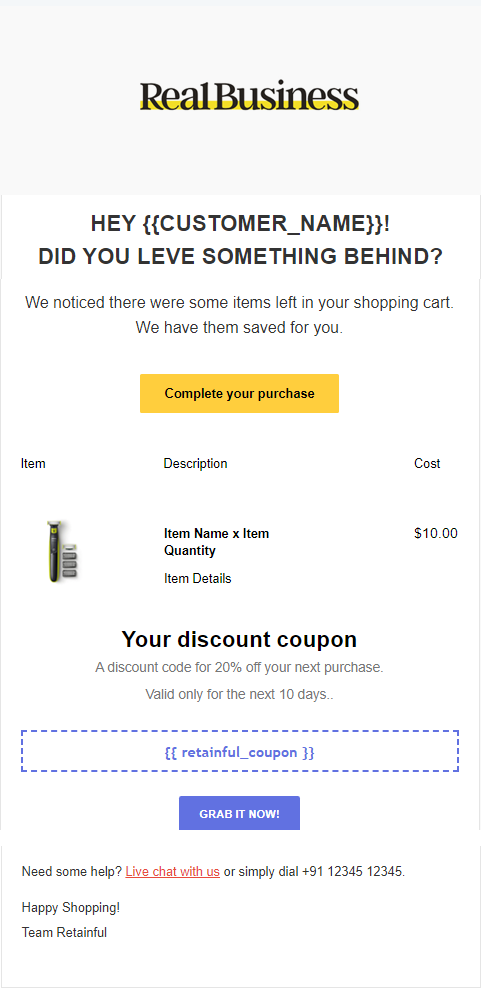 RealBusiness
HEY {{CUSTOMER_NAME}}!
DID YOU LEVE SOMETHING BEHIND?
We noticed there were some items left in your shopping cart.
We have them saved for you.
Complete your purchase
Item Description Cost
Item Name x Item $10.00
Quantity
Item Details
Your discount coupon
A discount code for 20% off your next purchase.
Valid only for the next 10 days..
{{ retainful_coupon }}
GRAB IT NOW!
Need some help? Live chat with us or simply dial +91 12345 12345.
Happy Shopping!
Team Retainful